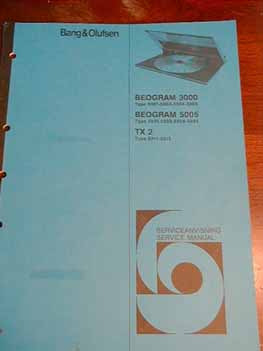 Bang&Olufsen
BEOGRAM 3000
BEOGRAM 5005
TX 2
SERVICEANVISNING
SERVICE MANUAL